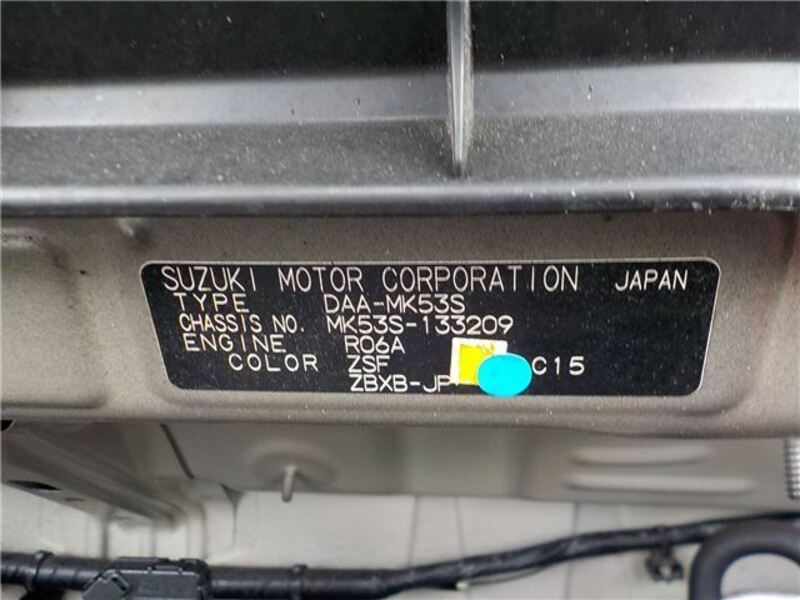 SUZUKI MOTOR CORPORATION JAPAN
TYPE DAA-MK53S
CHASSIS NO. MK53S-133209
ENGINE R06A
COLOR ZSF C15
ZBXB-JP